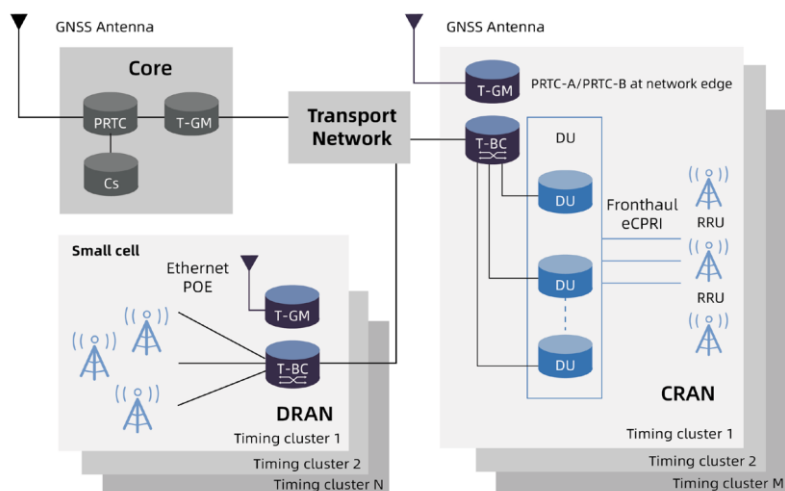 GNSS Antenna
Core
PRTC
T-GM
Cs
Transport
Network
GNSS Antenna
T-GM
PRTC-A/PRTC-B at network edge
T-BC
DU
DU
DU
DU
Fronthaul
eCPRI
RRU
RRU
CRAN
Timing cluster 1
Timing cluster 2
Timing cluster M
Small cell
Ethernet
POE
T-GM
T-BC
DRAN
Timing cluster 1
Timing cluster 2
Timing cluster N